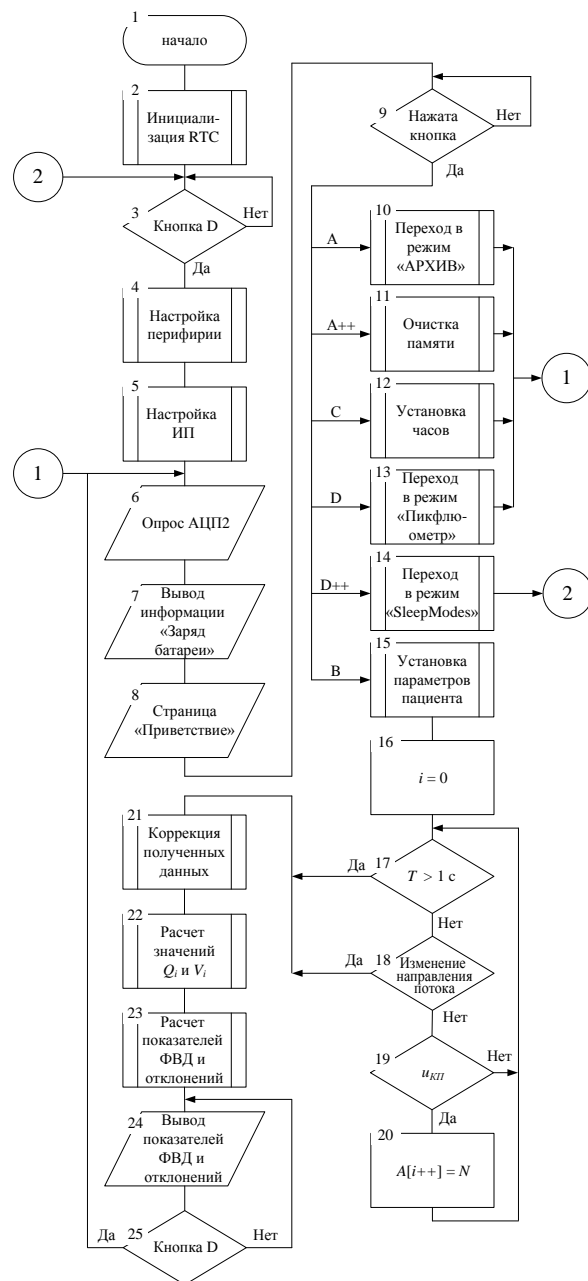 1
начало
2
Инициали-
зация RTC
2
3
Кнопка D
Нет
Да
4
Настройка
перифирии
5
Настройка
ИП
1
6
Опрос АЦП2
7
Вывод
информации
«Заряд
батареи»
8
Страница
«Приветствие»
9
Нажата
кнопка
Нет
Да
A
10
Переход в
режим
«АРХИВ»
A++
11
Очистка
памяти
1
C
12
Установка
часов
D
13
Переход
в режим
«Пикфлю-
ометр»
D++
14
Переход
в режим
«SleepModes»
2
B
15
Установка
параметров
пациента
16
i = 0
17
T > 1 с
Да
Нет
18
Изменение
направления
потока
Да
Нет
19
uКП
Нет
Да
20
A[i++] = N
21
Коррекция
полученных
данных
22
Расчет
значений
Qi и Vi
23
Расчет
показателей
ФВД и
отклонений
24
Вывод
показателей
ФВД и
отклонений
25
Кнопка D
Да
Нет